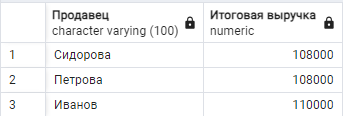 Продавец Итоговая выручка
character varying (100) numeric
1 Сидорова 108000
2 Петрова 108000
3 Иванов 110000